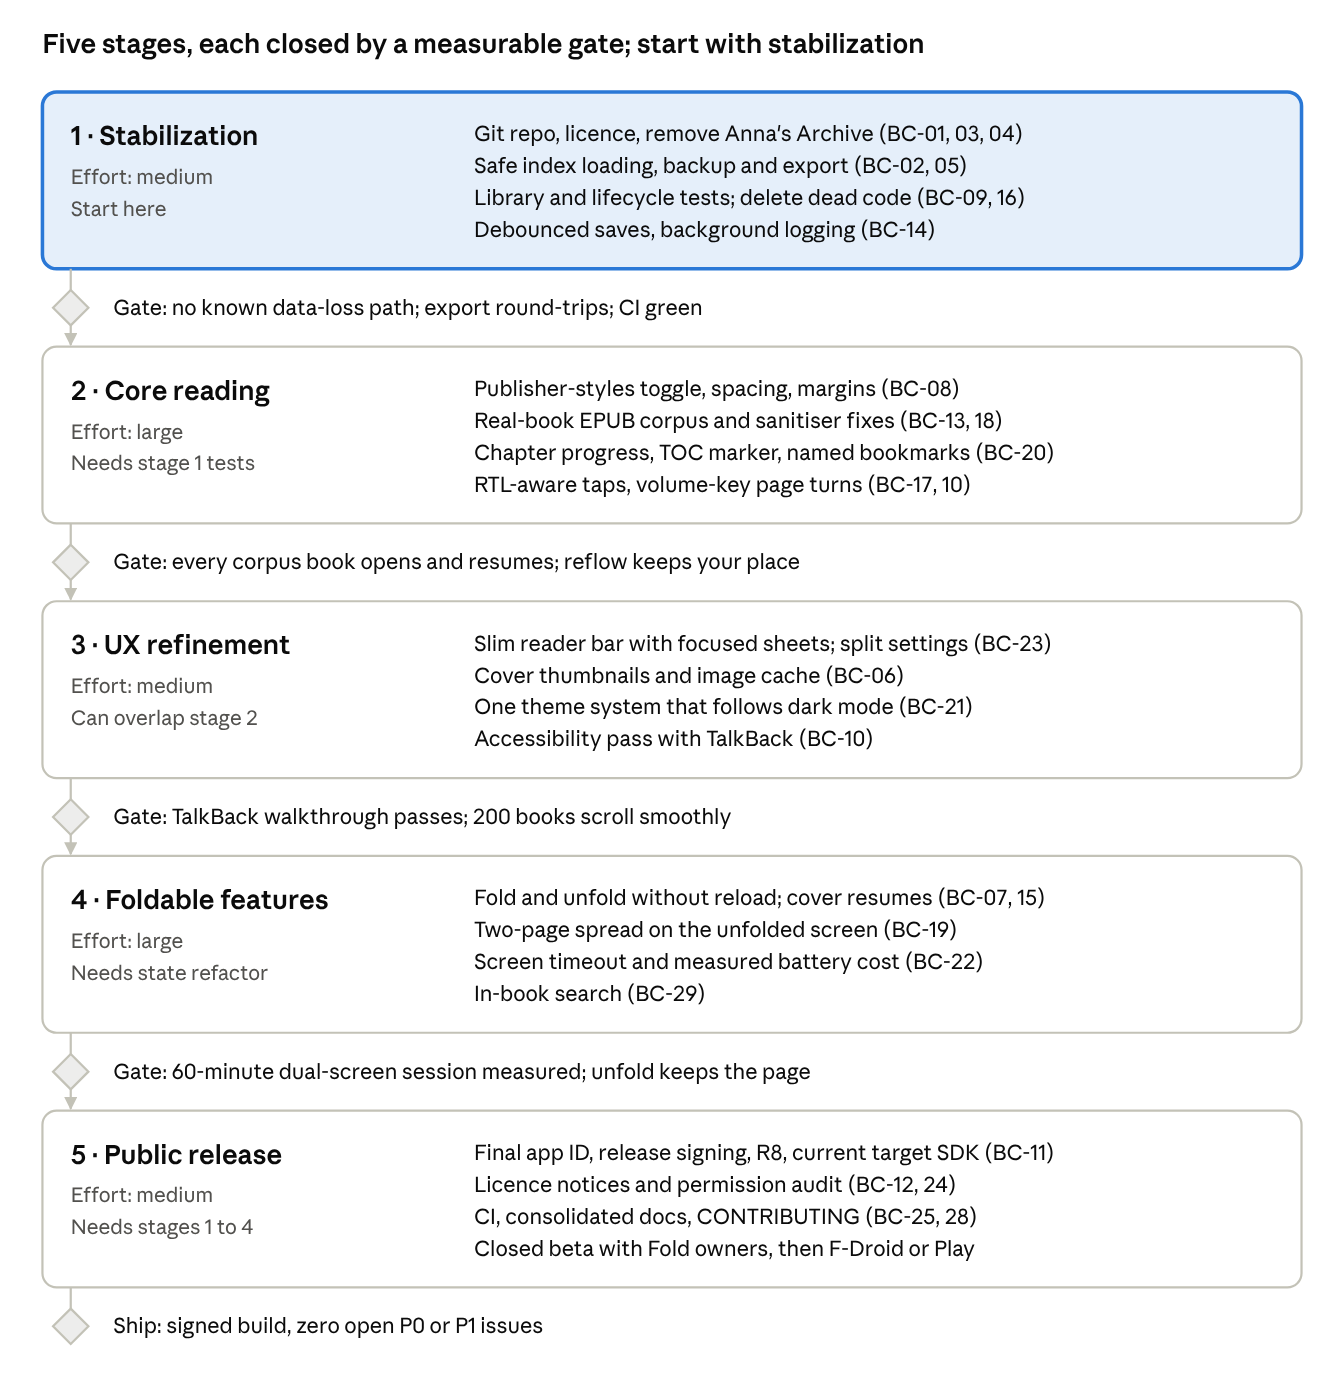 Five stages, each closed by a measurable gate; start with stabilization
1 · Stabilization
Effort: medium
Start here
Git repo, licence, remove Anna's Archive (BC-01, 03, 04)
Safe index loading, backup and export (BC-02, 05)
Library and lifecycle tests; delete dead code (BC-09, 16)
Debounced saves, background logging (BC-14)
Gate: no known data-loss path; export round-trips; CI green
2 · Core reading
Effort: large
Needs stage 1 tests
Publisher-styles toggle, spacing, margins (BC-08)
Real-book EPUB corpus and sanitiser fixes (BC-13, 18)
Chapter progress, TOC marker, named bookmarks (BC-20)
RTL-aware taps, volume-key page turns (BC-17, 10)
Gate: every corpus book opens and resumes; reflow keeps your place
3 · UX refinement
Effort: medium
Can overlap stage 2
Slim reader bar with focused sheets; split settings (BC-23)
Cover thumbnails and image cache (BC-06)
One theme system that follows dark mode (BC-21)
Accessibility pass with TalkBack (BC-10)
Gate: TalkBack walkthrough passes; 200 books scroll smoothly
4 · Foldable features
Effort: large
Needs state refactor
Fold and unfold without reload; cover resumes (BC-07, 15)
Two-page spread on the unfolded screen (BC-19)
Screen timeout and measured battery cost (BC-22)
In-book search (BC-29)
Gate: 60-minute dual-screen session measured; unfold keeps the page
5 · Public release
Effort: medium
Needs stages 1 to 4
Final app ID, release signing, R8, current target SDK (BC-11)
Licence notices and permission audit (BC-12, 24)
CI, consolidated docs, CONTRIBUTING (BC-25, 28)
Closed beta with Fold owners, then F-Droid or Play
Ship: signed build, zero open P0 or P1 issues